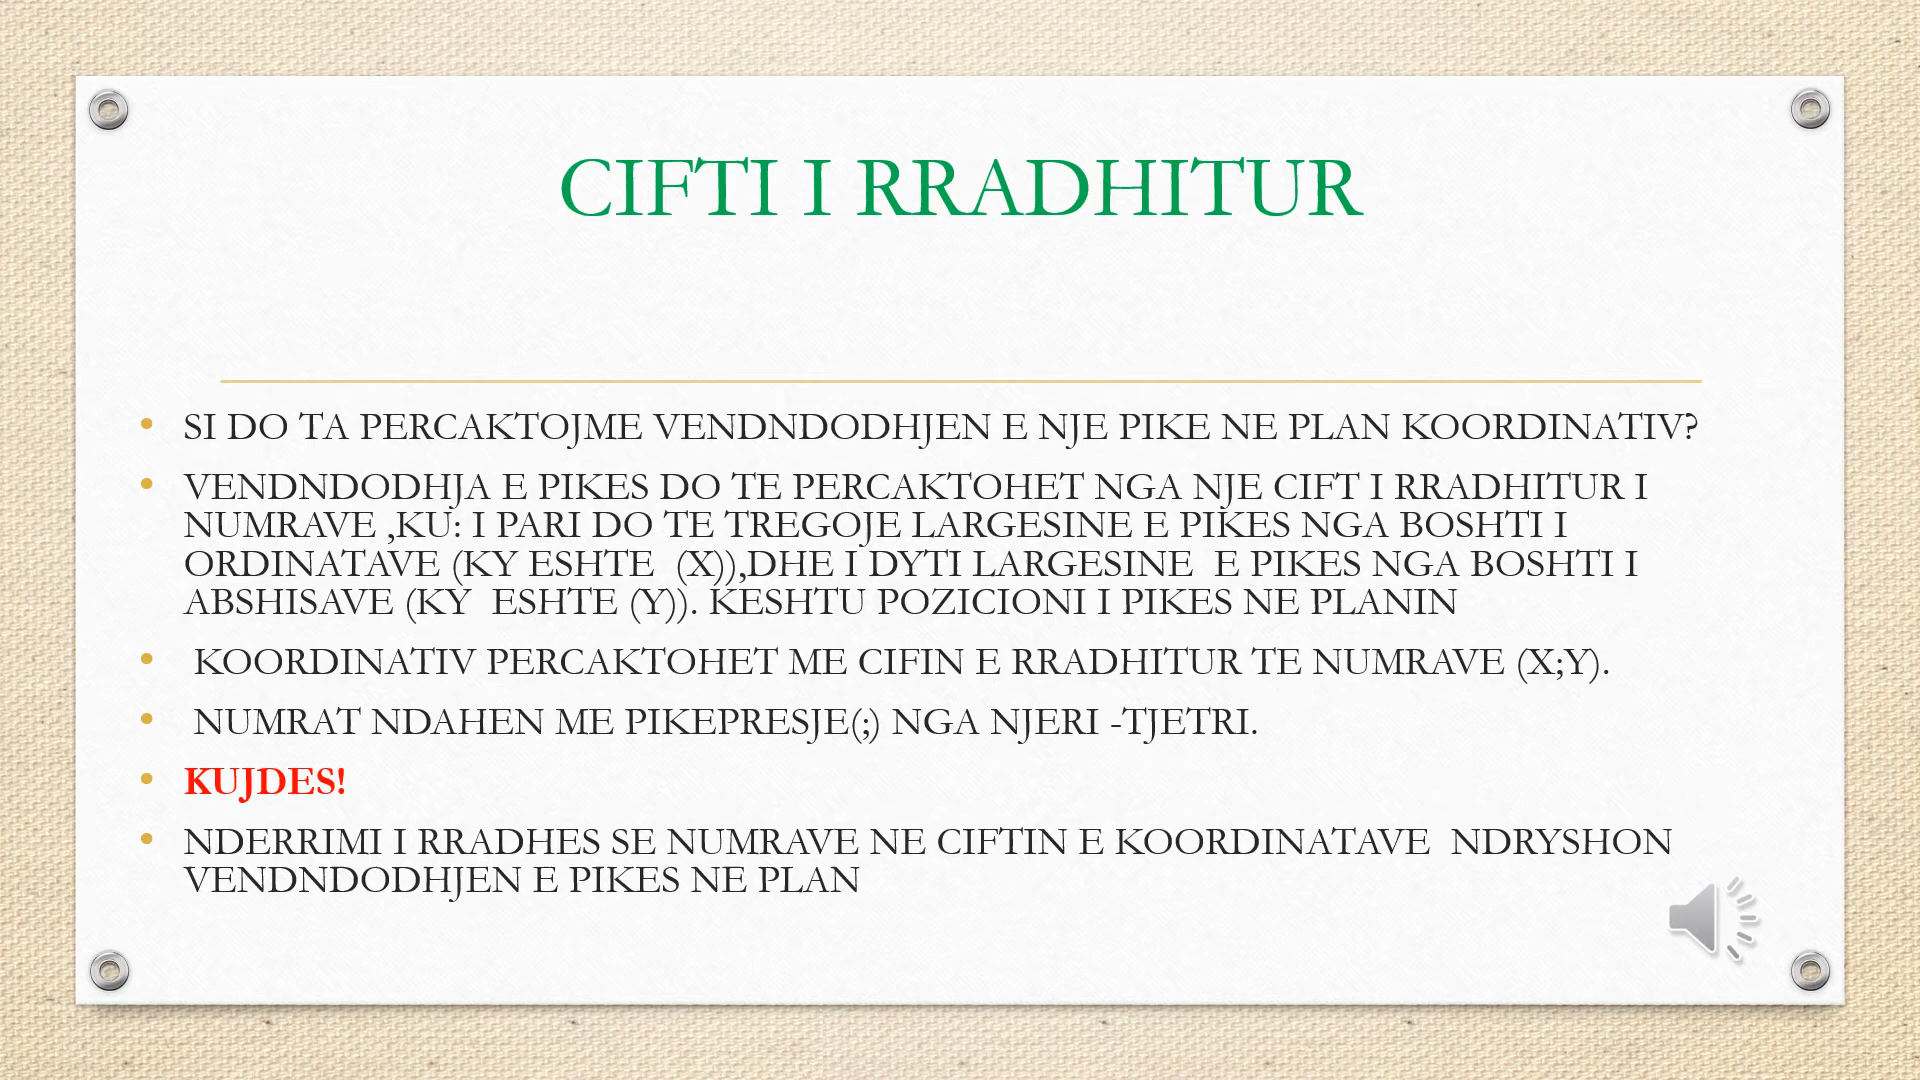 CIFTI I RRADHITUR
• SI DO TA PERCAKTOJME VENDNDODHJEN E NJE PIKE NE PLAN KOORDINATIV?
• VENDNDODHJA E PIKES DO TE PERCAKTOHET NGA NJE CIFT I RRADHITUR I
NUMRAVE ,KU: I PARI DO TE TREGOJE LARGESINE E PIKES NGA BOSHTI I
ORDINATAVE (KY ESHTE  (X)),DHE I DYTI LARGESINE  E PIKES NGA BOSHTI I
ABSHISAVE (KY  ESHTE (Y)). KESHTU POZICIONI I PIKES NE PLANIN
• KOORDINATIV PERCAKTOHET ME CIFIN E RRADHITUR TE NUMRAVE (X;Y).
• NUMRAT NDAHEN ME PIKEPRESJE(;) NGA NJERI -TJETRI.
• KUJDES!
• NDERRIMI I RRADHES SE NUMRAVE NE CIFTIN E KOORDINATAVE  NDRYSHON
VENDNDODHJEN E PIKES NE PLAN